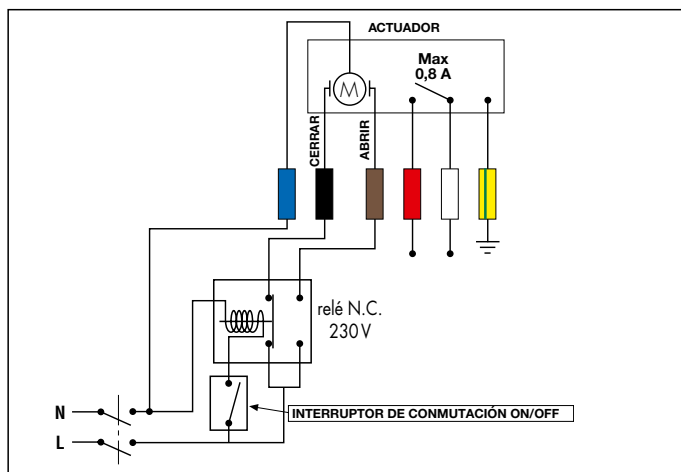 ACTUADOR
Max
0,8 A
M
CERRAR
ABRIR
relé N.C.
230 V
INTERRUPTOR DE CONMUTACIÓN ON/OFF
N
L